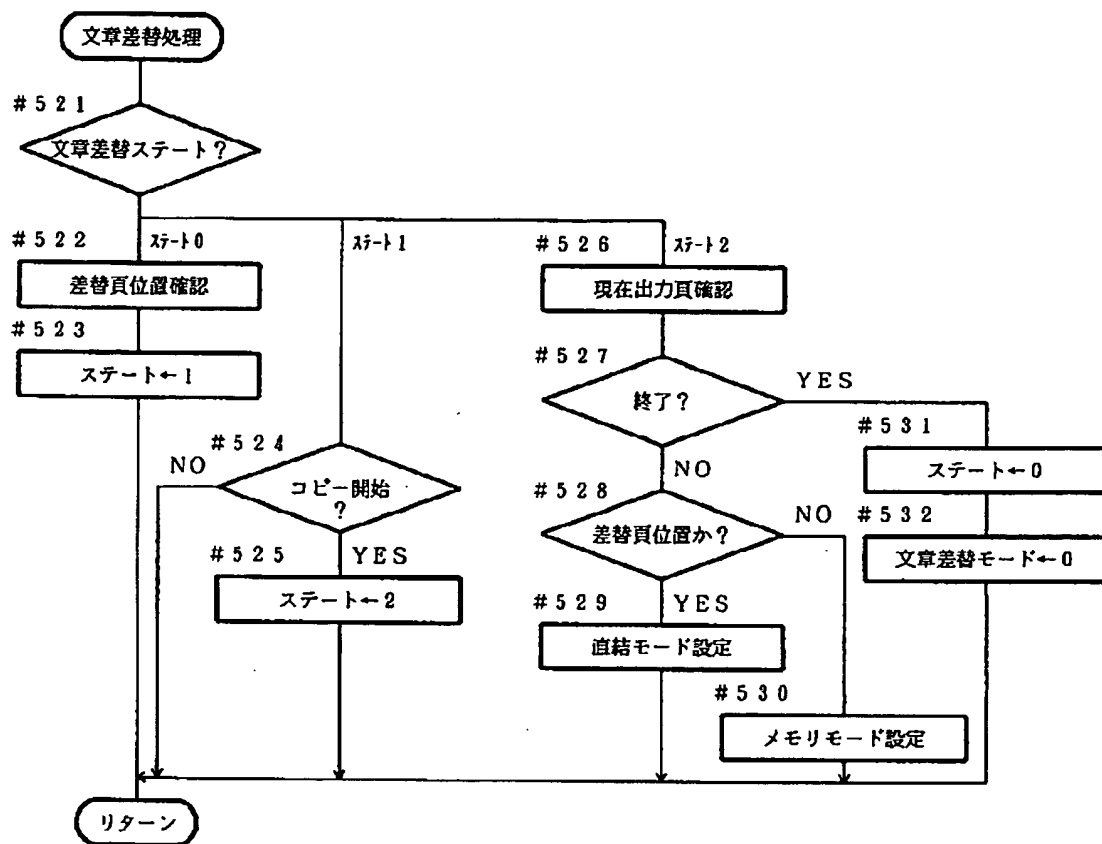 文章差替処理
#521
文章差替ステート?
#522
ステート0
差替頁位置確認
#523
ステート←1
ステート1
#524
NO
コピー開始
?
#525
YES
ステート←2
#526
ステート2
現在出力頁確認
#527
YES
終了?
NO
#528
差替頁位置か?
NO
#529
YES
直結モード設定
#530
メモリモード設定
#531
ステート←0
#532
文章差替モード←0
リターン